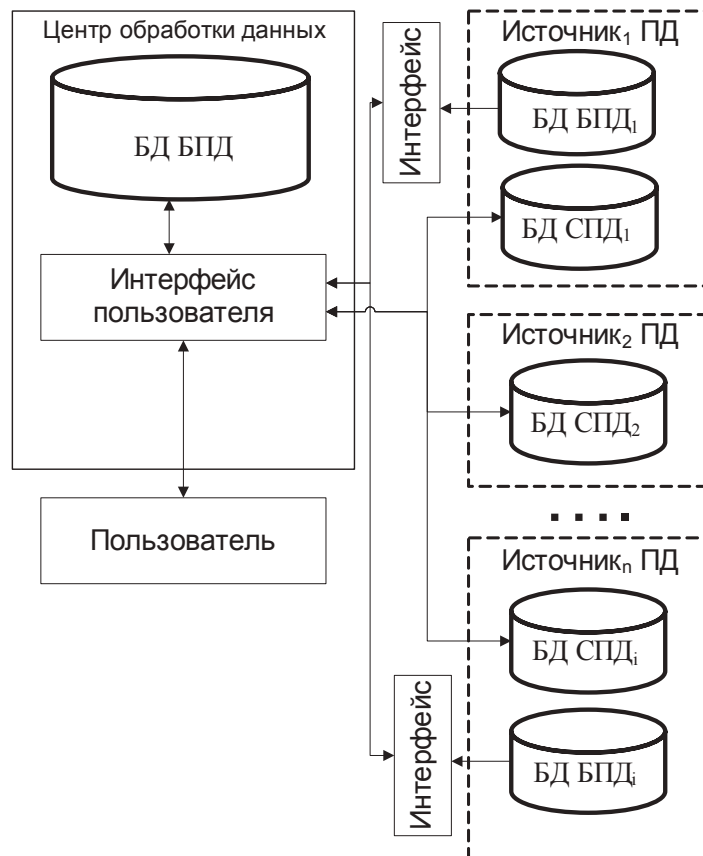 Центр обработки данных
БД БПД
Интерфейс
пользователя
Пользователь
Интерфейс
Источник₁ ПД
БД БПД₁
БД СПД₁
Источник₂ ПД
БД СПД₂
Источникₙ ПД
БД СПДᵢ
Интерфейс
БД БПДᵢ